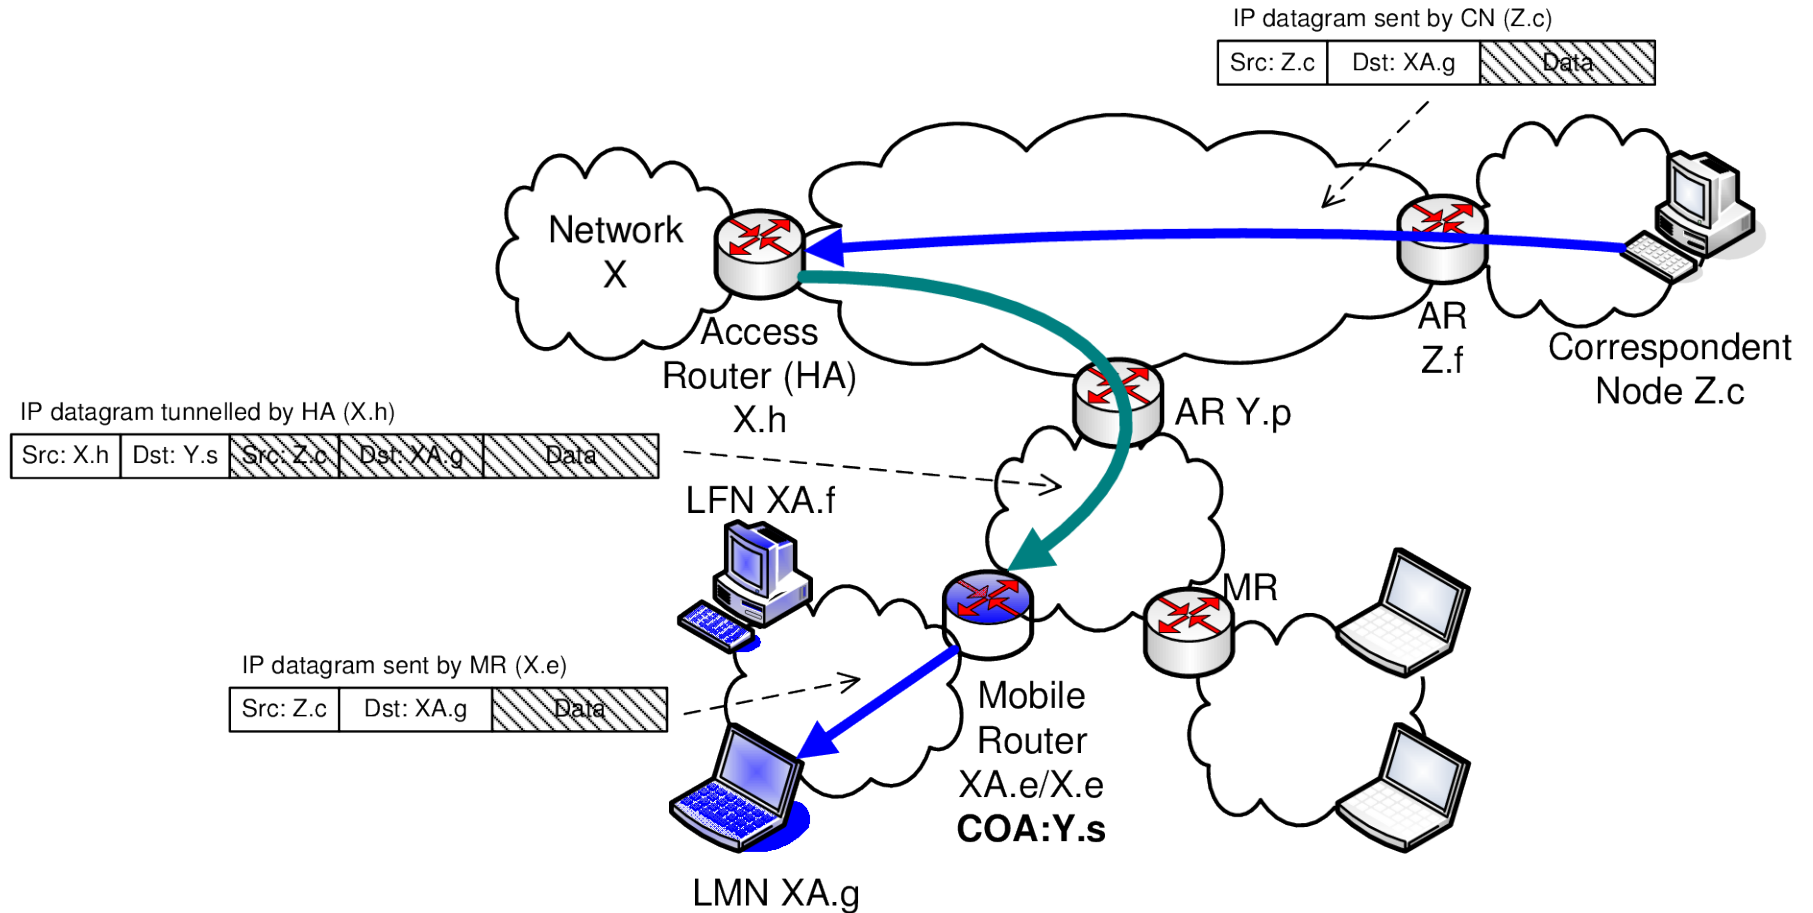 IP datagram sent by CN (Z.c)
Src: Z.c Dst: XA.g Data
Network
X
Access
Router (HA)
X.h
AR
Z.f
Correspondent
Node Z.c
AR Y.p
IP datagram tunnelled by HA (X.h)
Src: X.h Dst: Y.s Src: Z.c Dst: XA.g Data
LFN XA.f
MR
IP datagram sent by MR (X.e)
Src: Z.c Dst: XA.g Data
Mobile
Router
XA.e/X.e
COA:Y.s
LMN XA.g